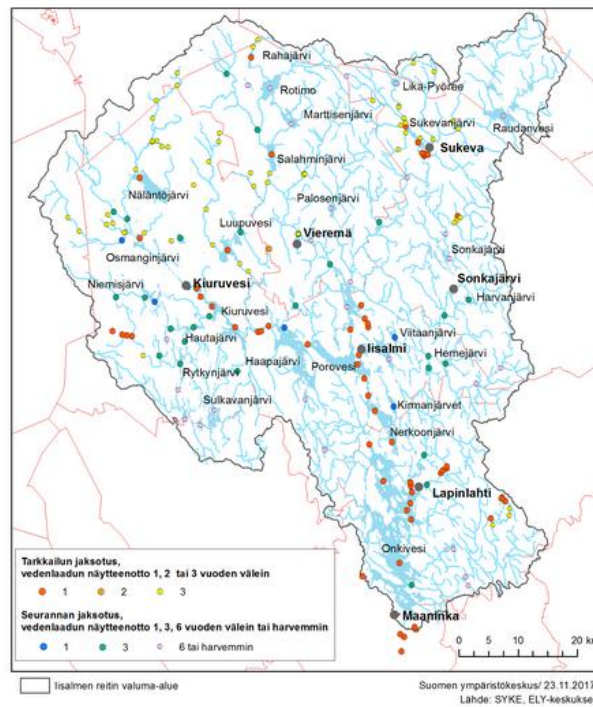 Rahajärvi
Rotimo
Lika-Pyöree
Marttisenjärvi
Sukevanjärvi
Raudanvesi
Sukeva
Salahminjärvi
Näläntöjärvi
Palosenjärvi
Luupuvesi
Vieremä
Osmanginjärvi
Sonkajärvi
Niemisjärvi
Kiuruvesi
Sonkajärvi
Harvanjärvi
Kiuruvesi
Hautajärvi
Viitaanjärvi
Iisalmi
Hernejärvi
Haapajärvi
Porovesi
Rytkynjärvi
Sulkavanjärvi
Kirmanjärvet
Nerkoonjärvi
Lapinlahti
Onkivesi
Maaninka
Tarkkailun jaksotus,
vedenlaadun näytteenotto 1, 2 tai 3 vuoden välein
1 2 3
Seurannan jaksotus,
vedenlaadun näytteenotto 1, 3, 6 vuoden välein tai harvemmin
1 3 6 tai harvemmin
0 5 10 20 km
Iisalmen reitin valuma-alue
Suomen ympäristökeskus/ 23.11.2017
Lähde: SYKE, ELY-keskukse